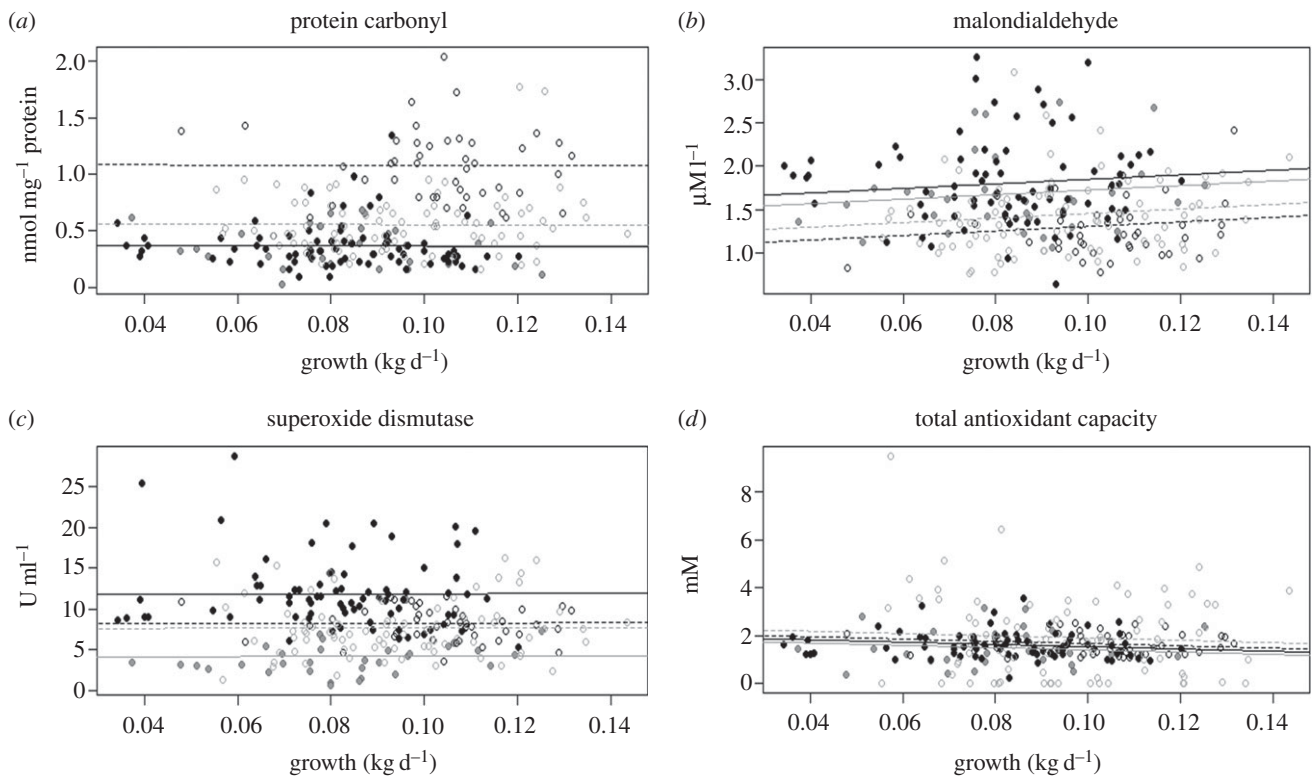 (a) protein carbonyl
nmol mg⁻¹ protein
2.0
1.5
1.0
0.5
0
0.04 0.06 0.08 0.10 0.12 0.14
growth (kg d⁻¹)
(b) malondialdehyde
µM l⁻¹
3.0
2.5
2.0
1.5
1.0
0.04 0.06 0.08 0.10 0.12 0.14
growth (kg d⁻¹)
(c) superoxide dismutase
U ml⁻¹
25
20
15
10
5
0
0.04 0.06 0.08 0.10 0.12 0.14
growth (kg d⁻¹)
(d) total antioxidant capacity
mM
8
6
4
2
0
0.04 0.06 0.08 0.10 0.12 0.14
growth (kg d⁻¹)